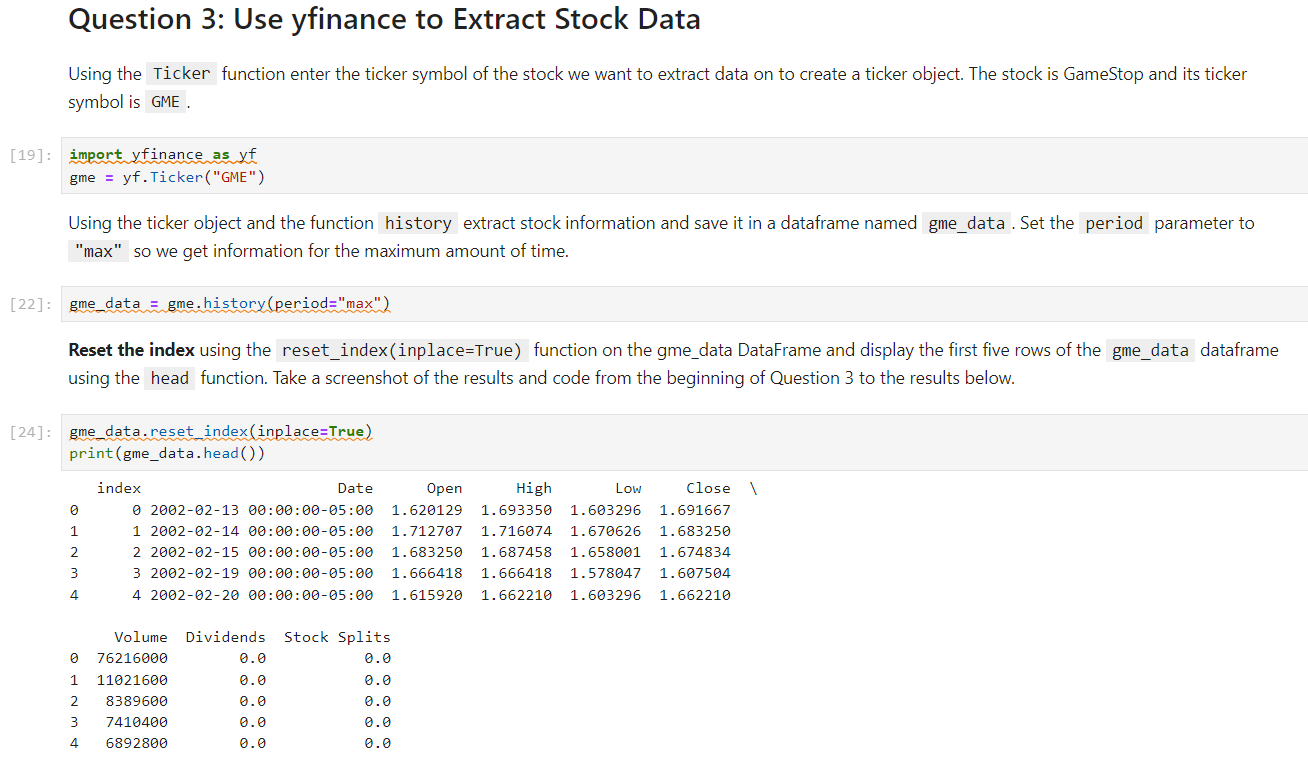 Question 3: Use yfinance to Extract Stock Data
Using the Ticker function enter the ticker symbol of the stock we want to extract data on to create a ticker object. The stock is GameStop and its ticker
symbol is GME .
[19]: import yfinance as yf
gme = yf.Ticker("GME")
Using the ticker object and the function history extract stock information and save it in a dataframe named gme_data . Set the period parameter to
"max" so we get information for the maximum amount of time.
[22]: gme_data = gme.history(period="max")
Reset the index using the reset_index(inplace=True) function on the gme_data DataFrame and display the first five rows of the gme_data dataframe
using the head function. Take a screenshot of the results and code from the beginning of Question 3 to the results below.
[24]: gme_data.reset_index(inplace=True)
print(gme_data.head())
index Date Open High Low Close \
0 0 2002-02-13 00:00:00-05:00 1.620129 1.693350 1.603296 1.691667
1 1 2002-02-14 00:00:00-05:00 1.712707 1.716074 1.670626 1.683250
2 2 2002-02-15 00:00:00-05:00 1.683250 1.687458 1.658001 1.674834
3 3 2002-02-19 00:00:00-05:00 1.666418 1.666418 1.578047 1.607504
4 4 2002-02-20 00:00:00-05:00 1.615920 1.662210 1.603296 1.662210
Volume Dividends Stock Splits
0 76216000 0.0 0.0
1 11021600 0.0 0.0
2 8389600 0.0 0.0
3 7410400 0.0 0.0
4 6892800 0.0 0.0